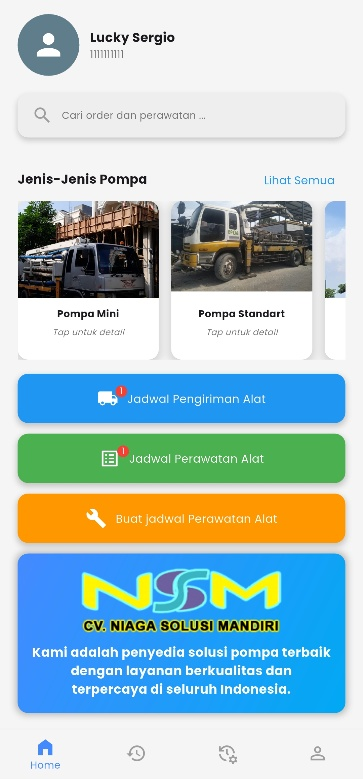 Lucky Sergio
1111111111
Cari order dan perawatan ...
Jenis-Jenis Pompa
Lihat Semua
Pompa Mini
Tap untuk detail
Pompa Standart
Tap untuk detail
1
Jadwal Pengiriman Alat
1
Jadwal Perawatan Alat
Buat jadwal Perawatan Alat
NSM
CV. NIAGA SOLUSI MANDIRI
Kami adalah penyedia solusi pompa terbaik
dengan layanan berkualitas dan
terpercaya di seluruh Indonesia.
Home